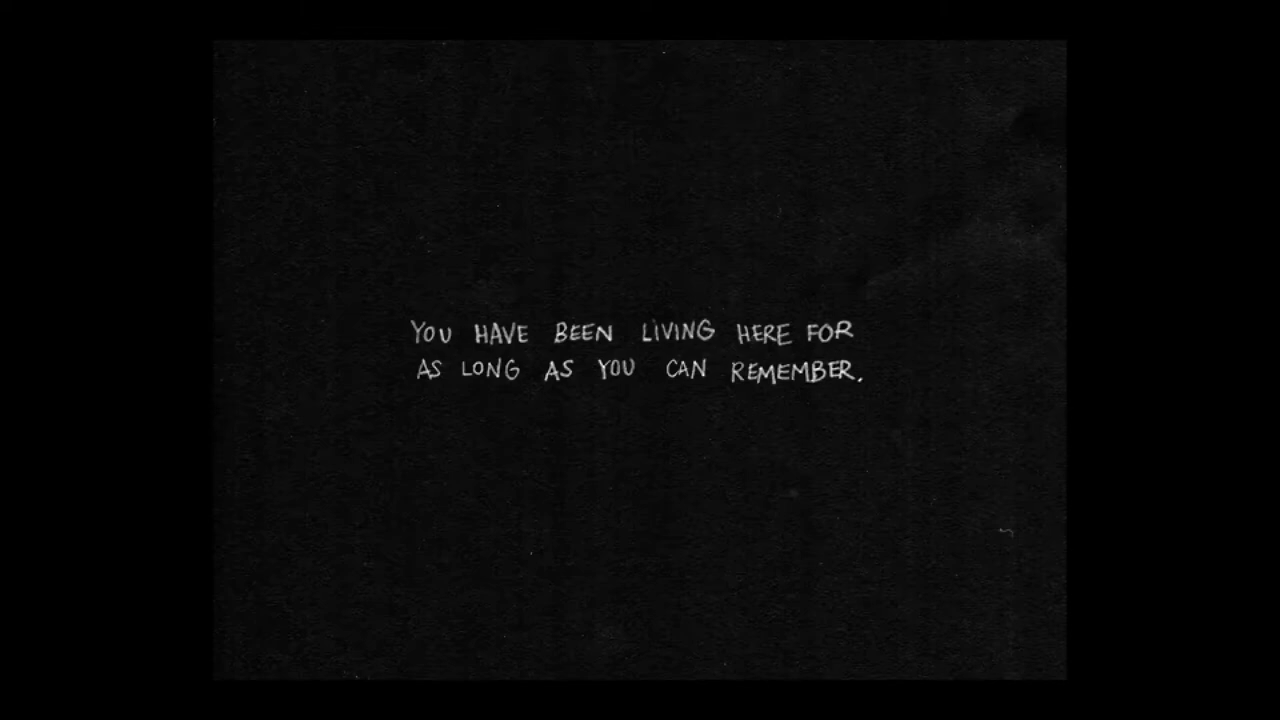 YOU HAVE BEEN LIVING HERE FOR
AS LONG AS YOU CAN REMEMBER.